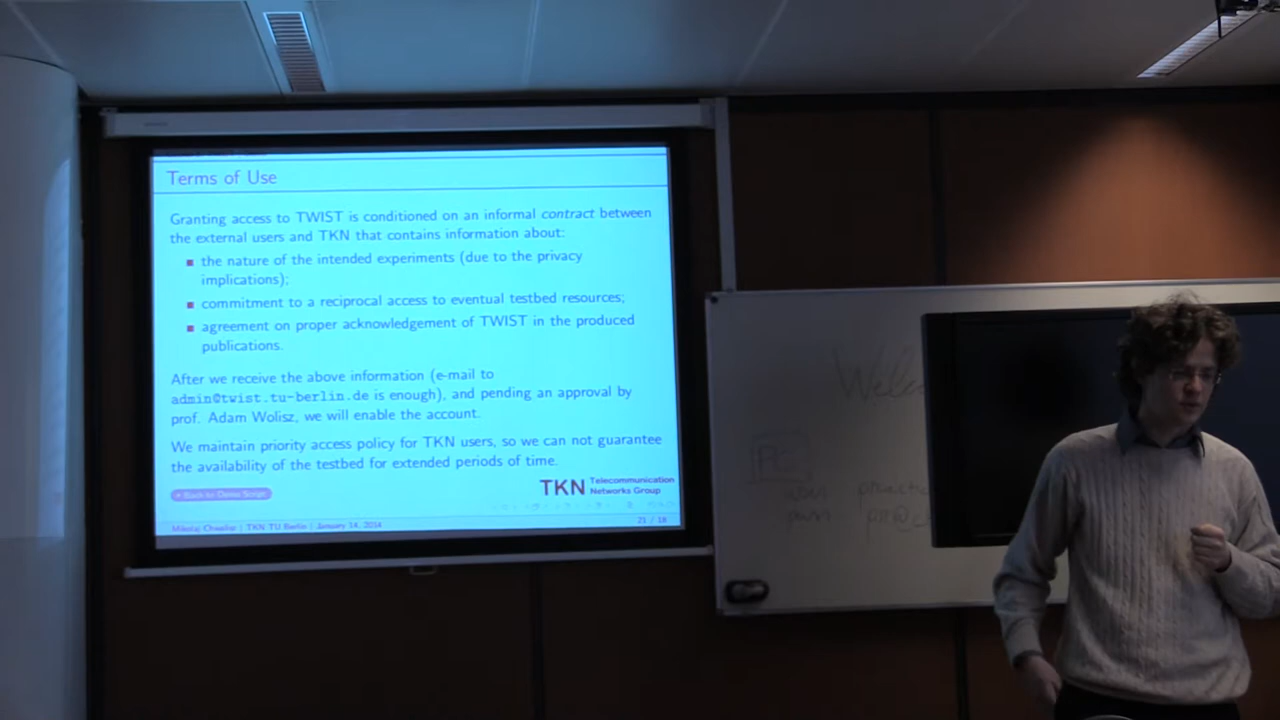 Terms of Use
Granting access to TWIST is conditioned on an informal contract between
the external users and TKN that contains information about:
the nature of the intended experiments (due to the privacy
implications);
commitment to a reciprocal access to eventual testbed resources;
agreement on proper acknowledgement of TWIST in the produced
publications.
After we receive the above information (e-mail to
admin@twist.tu-berlin.de is enough), and pending an approval by
prof. Adam Wolisz, we will enable the account.
We maintain priority access policy for TKN users, so we can not guarantee
the availability of the testbed for extended periods of time.
Back to Demo Script
TKN Telecommunication
Networks Group
| TKN TU Berlin | January 14, 2014
21 / 18